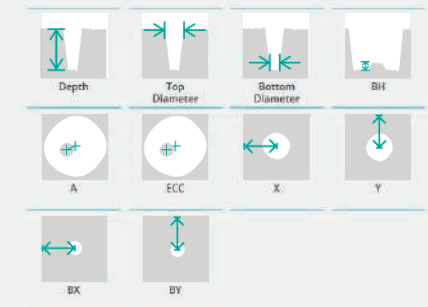 Depth
Top
Diameter
Bottom
Diameter
BH
A
ECC
X
Y
BX
BY